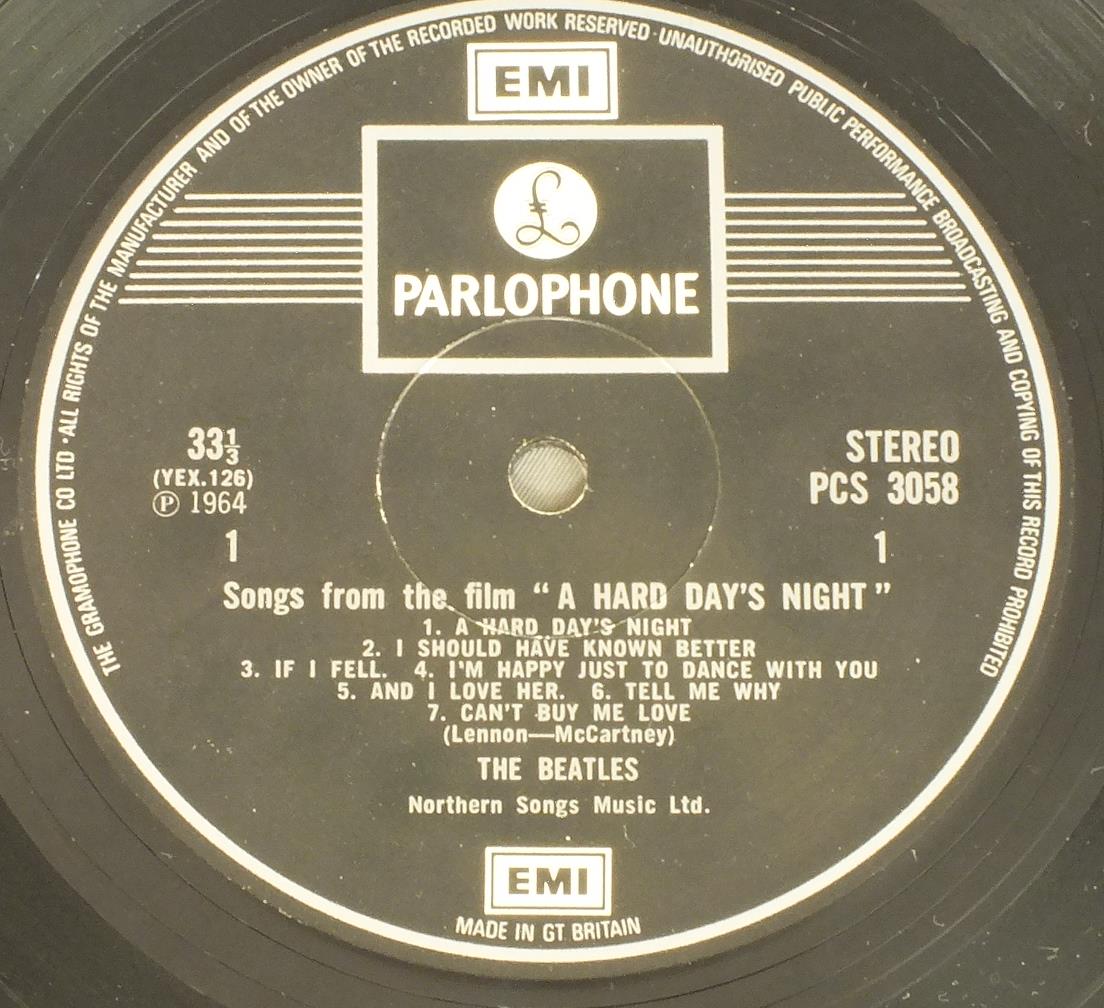 THE GRAMOPHONE CO LTD · ALL RIGHTS OF THE MANUFACTURER AND OF THE OWNER OF THE RECORDED WORK RESERVED · UNAUTHORISED PUBLIC PERFORMANCE BROADCASTING AND COPYING OF THIS RECORD PROHIBITED
EMI
£
PARLOPHONE
33⅓
(YEX.126)
Ⓟ 1964
1
STEREO
PCS 3058
1
Songs from the film "A HARD DAY'S NIGHT"
1. A HARD DAY'S NIGHT
2. I SHOULD HAVE KNOWN BETTER
3. IF I FELL. 4. I'M HAPPY JUST TO DANCE WITH YOU
5. AND I LOVE HER. 6. TELL ME WHY
7. CAN'T BUY ME LOVE
(Lennon—McCartney)
THE BEATLES
Northern Songs Music Ltd.
EMI
MADE IN GT BRITAIN